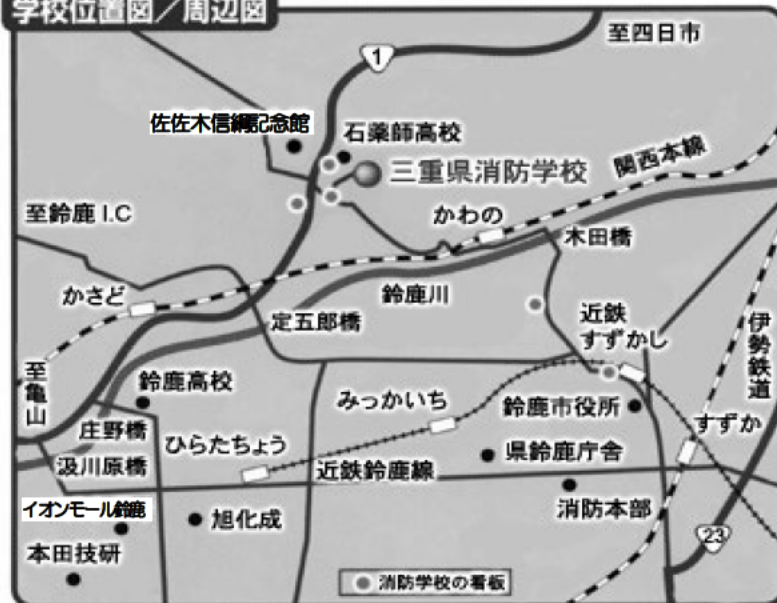 学校位置図／周辺図
至四日市
1
佐佐木信綱記念館
石薬師高校
三重県消防学校
関西本線
至鈴鹿I.C
かわの
木田橋
かさど
鈴鹿川
定五郎橋
近鉄
すずかし
伊勢鉄道
至亀山
鈴鹿高校
みっかいち
鈴鹿市役所
庄野橋
ひらたちょう
すずか
汲川原橋
近鉄鈴鹿線
県鈴鹿庁舎
イオンモール鈴鹿
旭化成
消防本部
23
本田技研
消防学校の看板